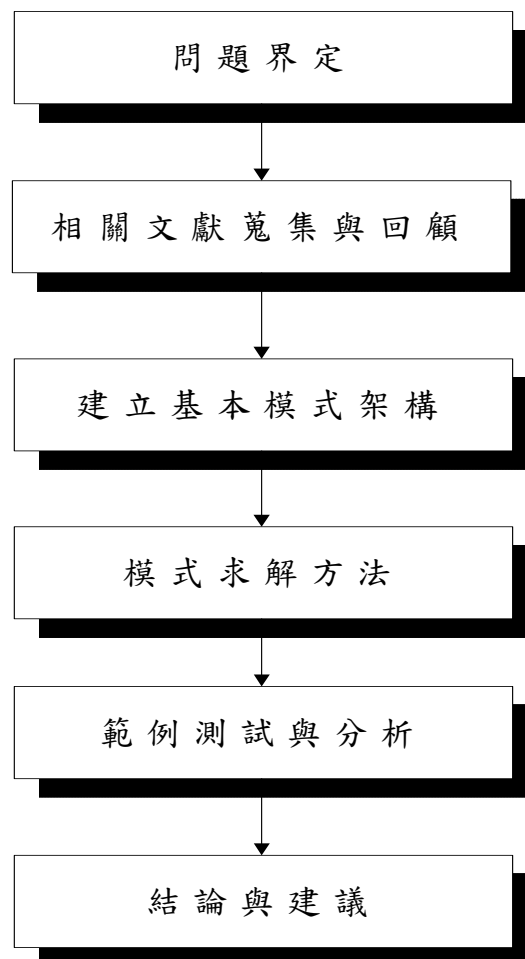 問題界定
相關文獻蒐集與回顧
建立基本模式架構
模式求解方法
範例測試與分析
結論與建議